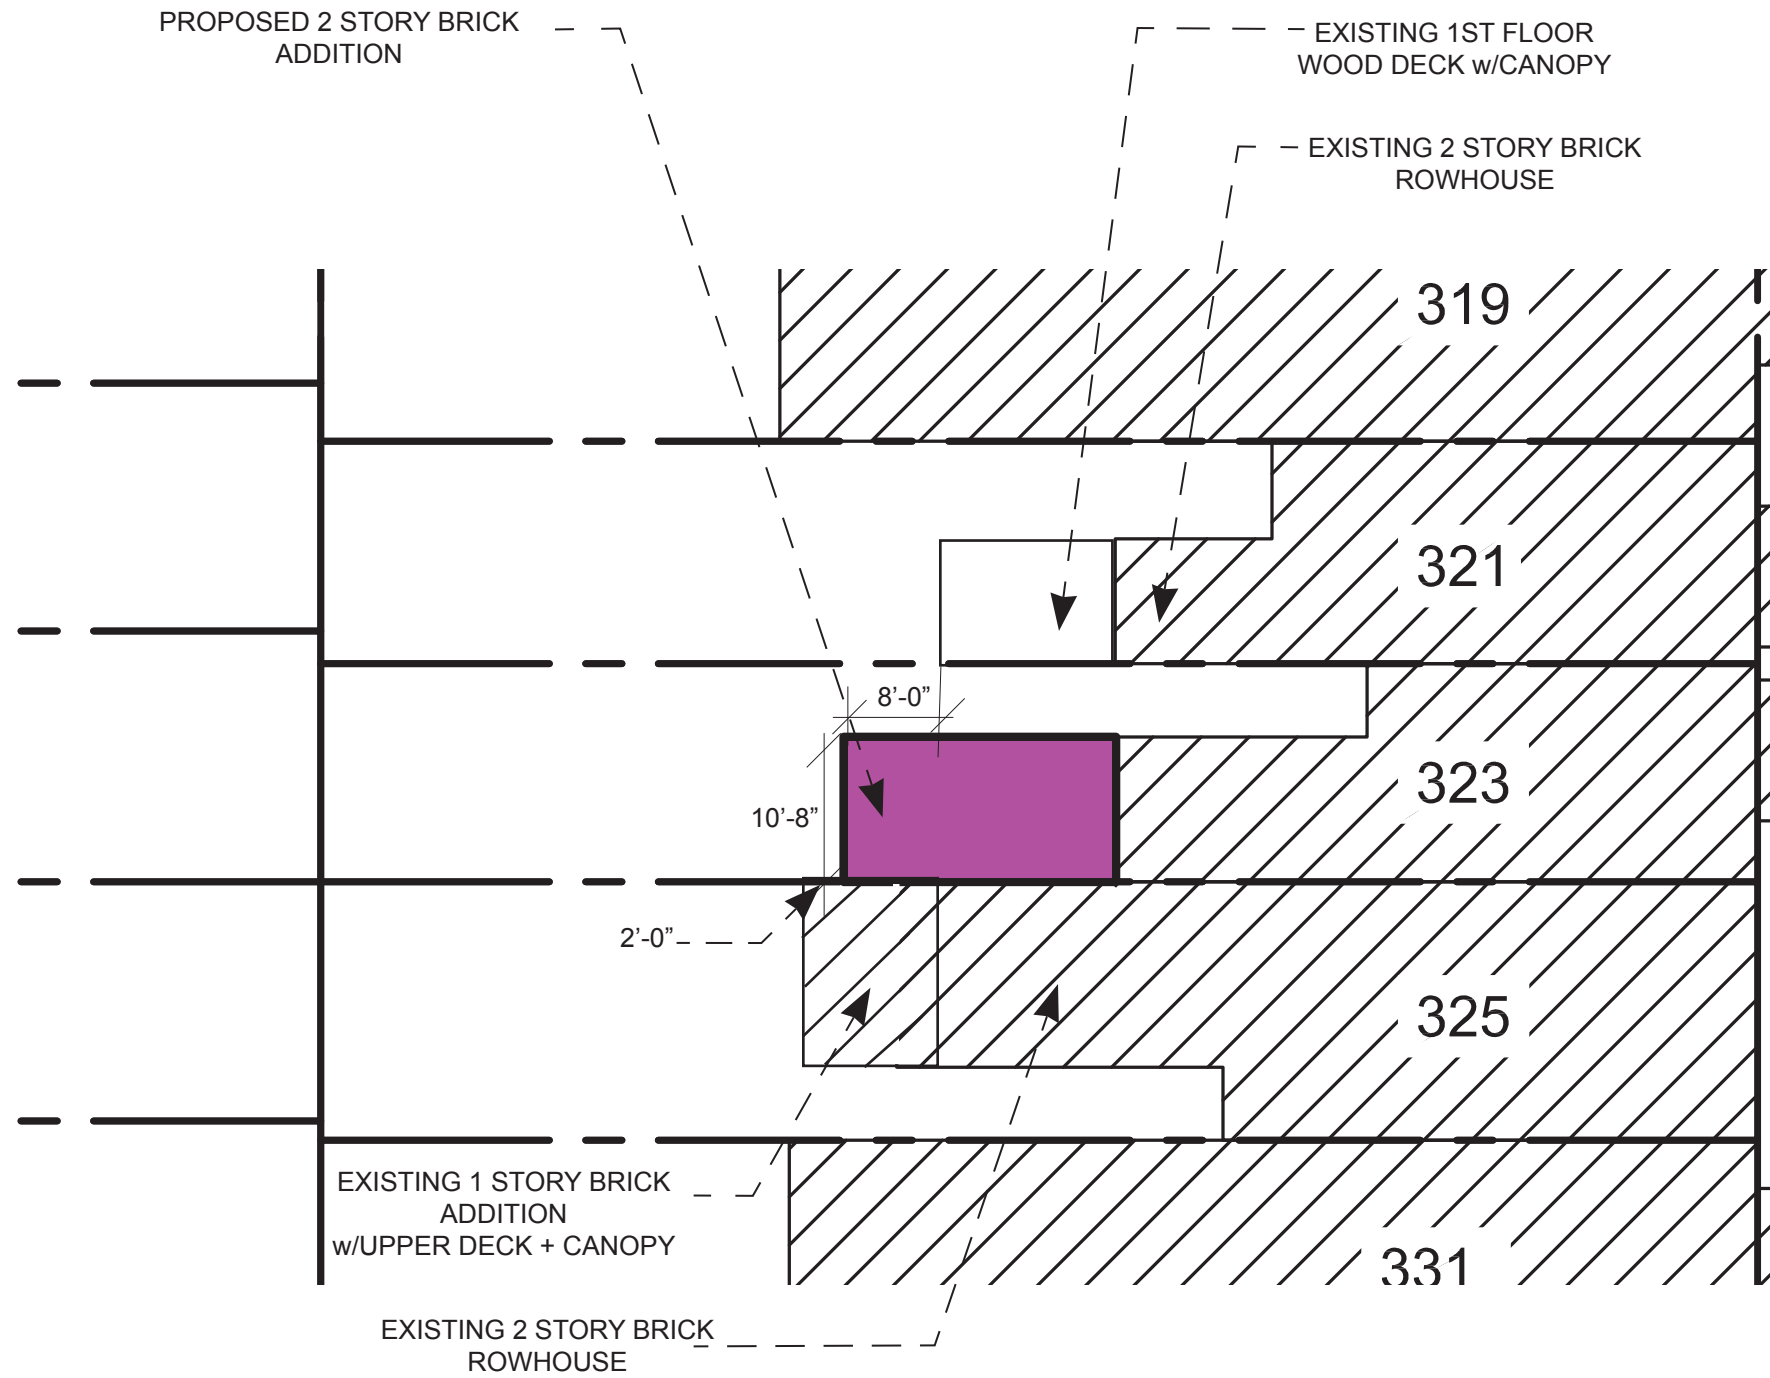 PROPOSED 2 STORY BRICK
ADDITION
EXISTING 1ST FLOOR
WOOD DECK w/CANOPY
EXISTING 2 STORY BRICK
ROWHOUSE
319
321
8’-0”
323
10’-8”
2’-0”
325
EXISTING 1 STORY BRICK
ADDITION
w/UPPER DECK + CANOPY
331
EXISTING 2 STORY BRICK
ROWHOUSE